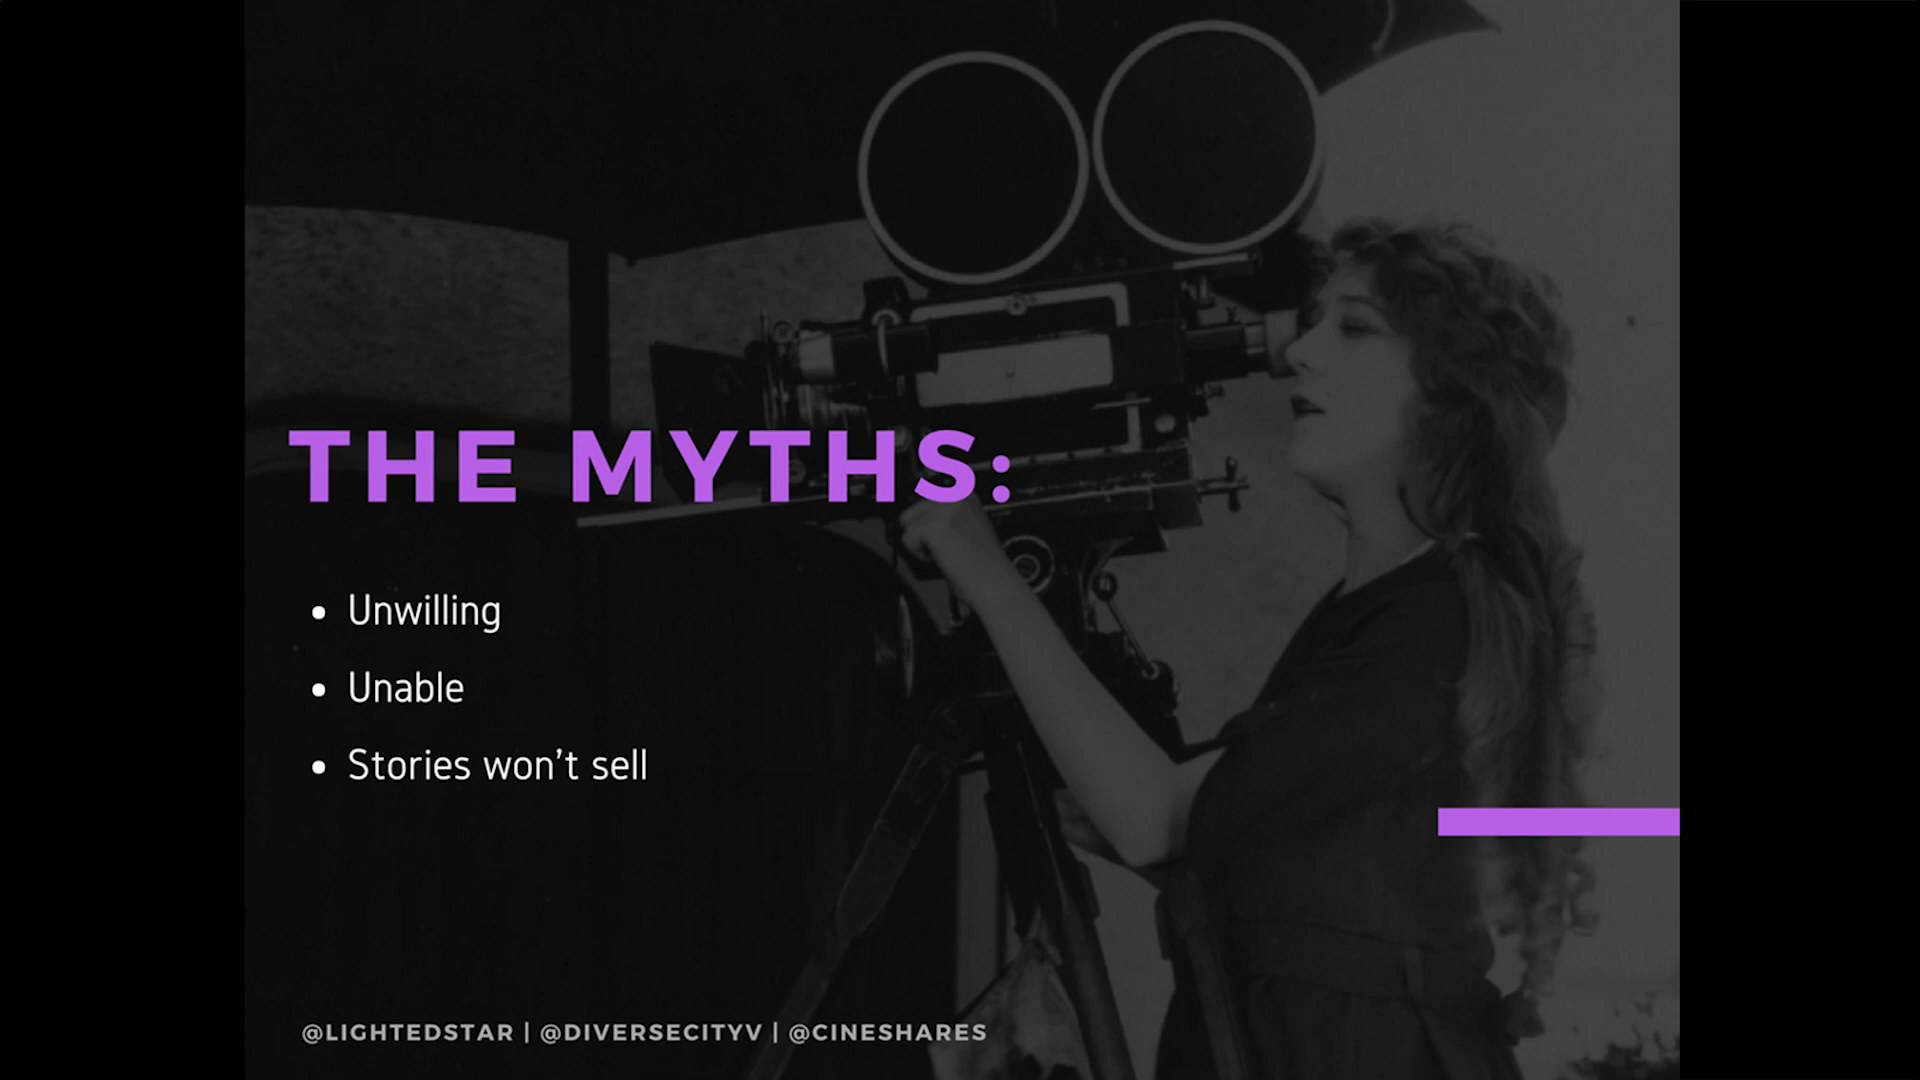 THE MYTHS:
Unwilling
Unable
Stories won't sell
@LIGHTEDSTAR | @DIVERSECITYV | @CINESHARES